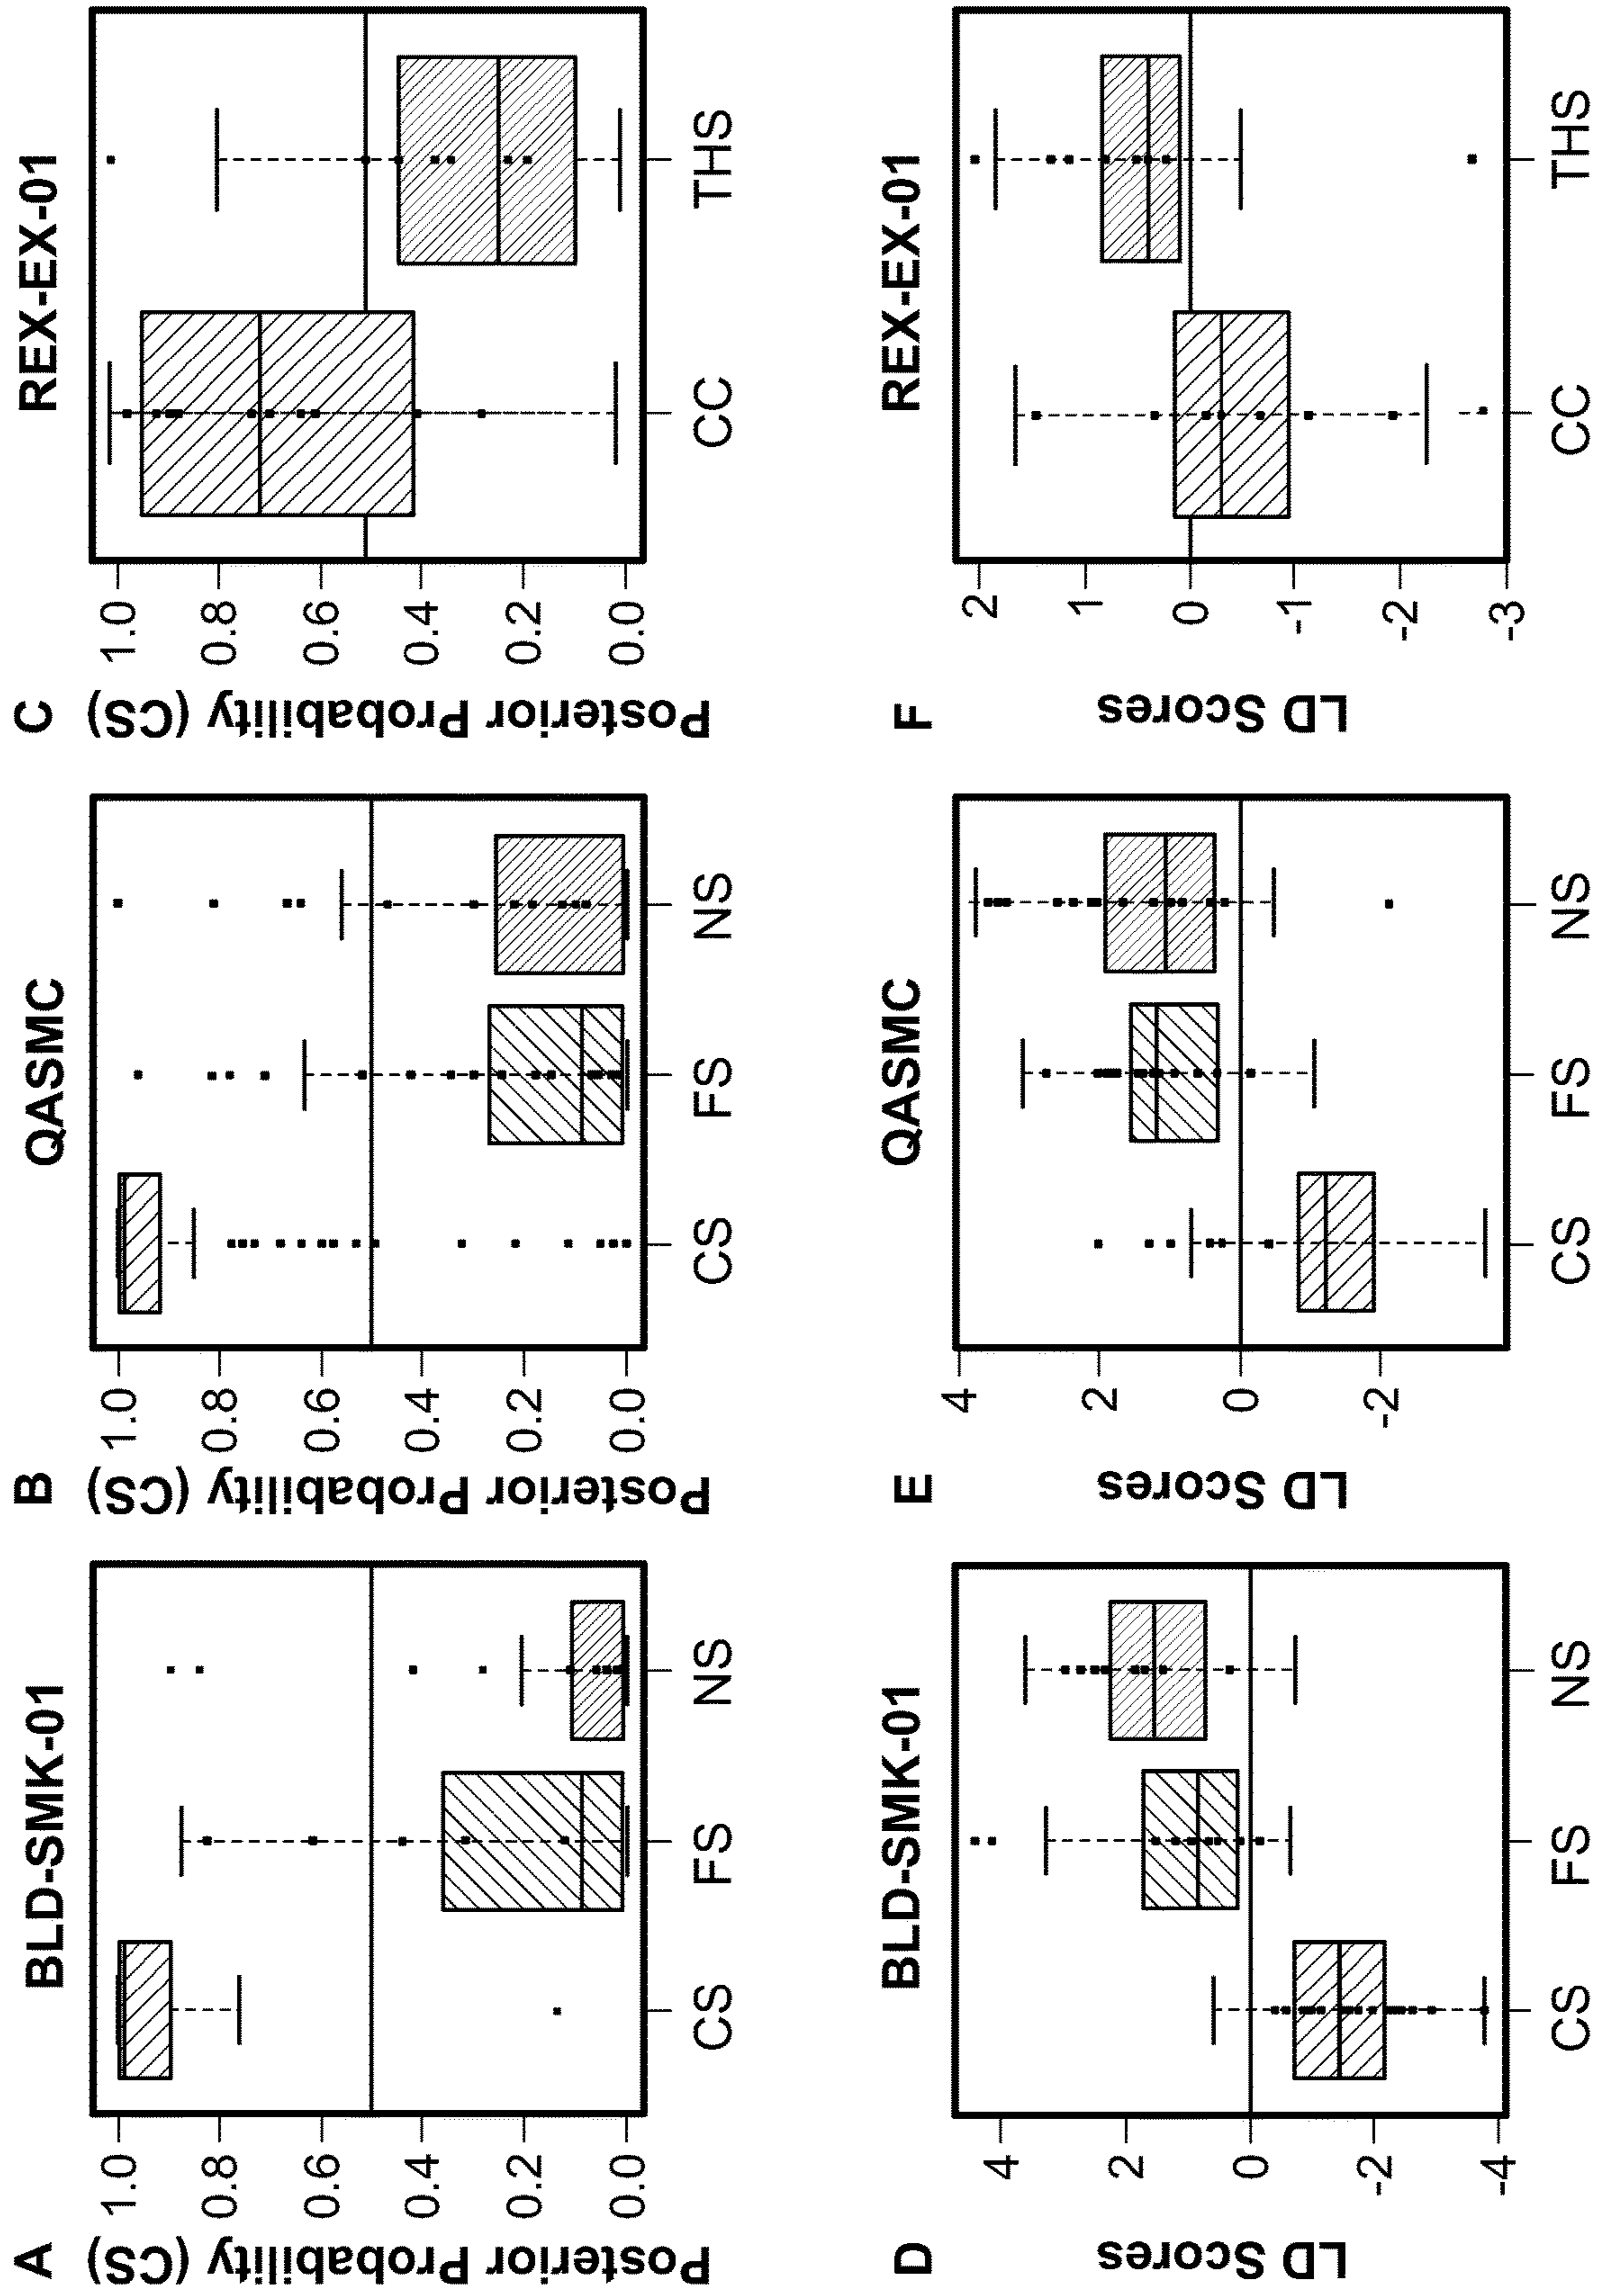 A
BLD-SMK-01
Posterior Probability (CS)
1.0
0.8
0.6
0.4
0.2
0.0
CS FS NS
B
QASMC
Posterior Probability (CS)
1.0
0.8
0.6
0.4
0.2
0.0
CS FS NS
C
REX-EX-01
Posterior Probability (CS)
1.0
0.8
0.6
0.4
0.2
0.0
CC THS
D
BLD-SMK-01
LD Scores
4
2
0
-2
-4
CS FS NS
E
QASMC
LD Scores
4
2
0
-2
CS FS NS
F
REX-EX-01
LD Scores
2
1
0
-1
-2
-3
CC THS